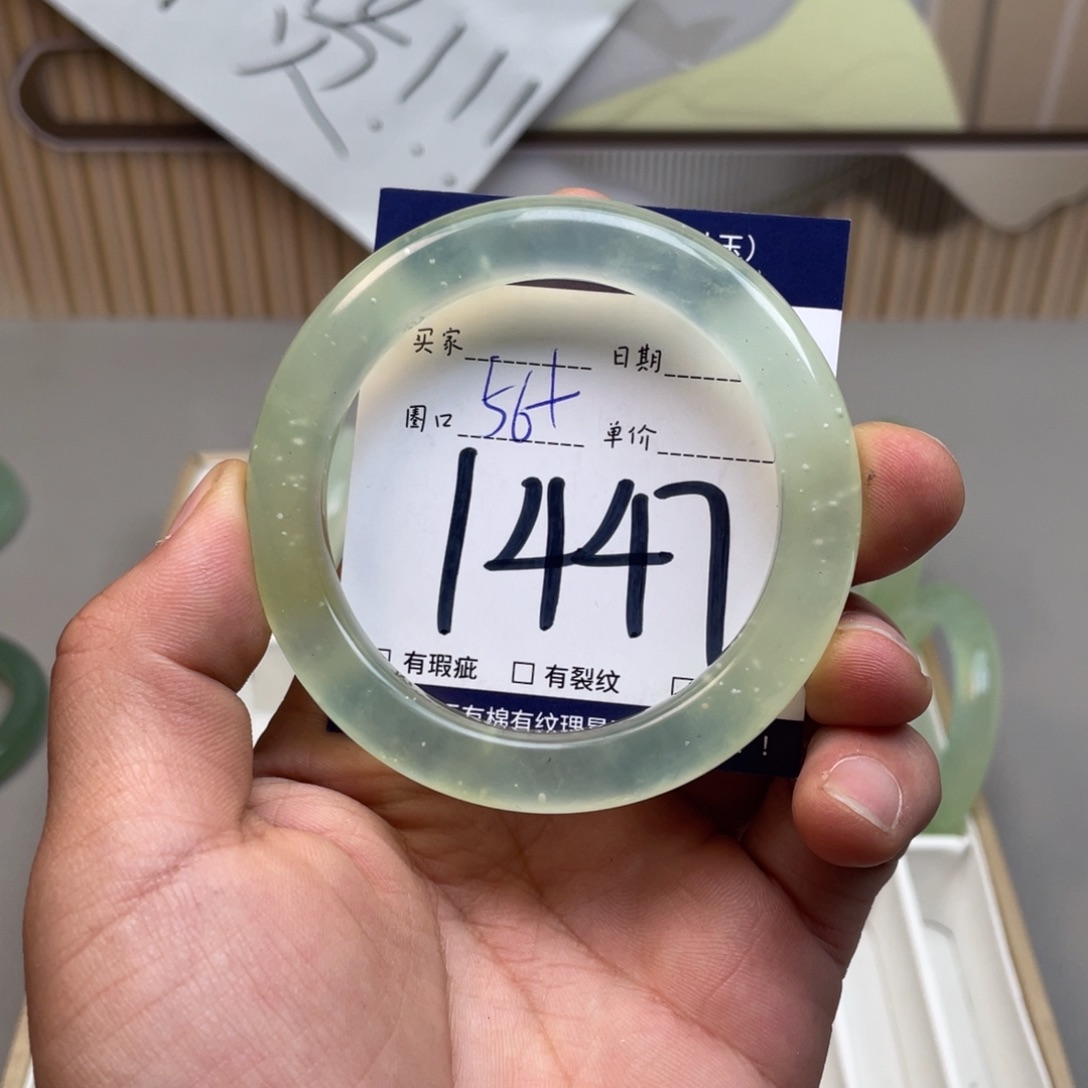 货!!!
玉)
买家 日期
圈口 56+ 单价
1447
有瑕疵 □ 有裂纹 □
有棉有纹理
!